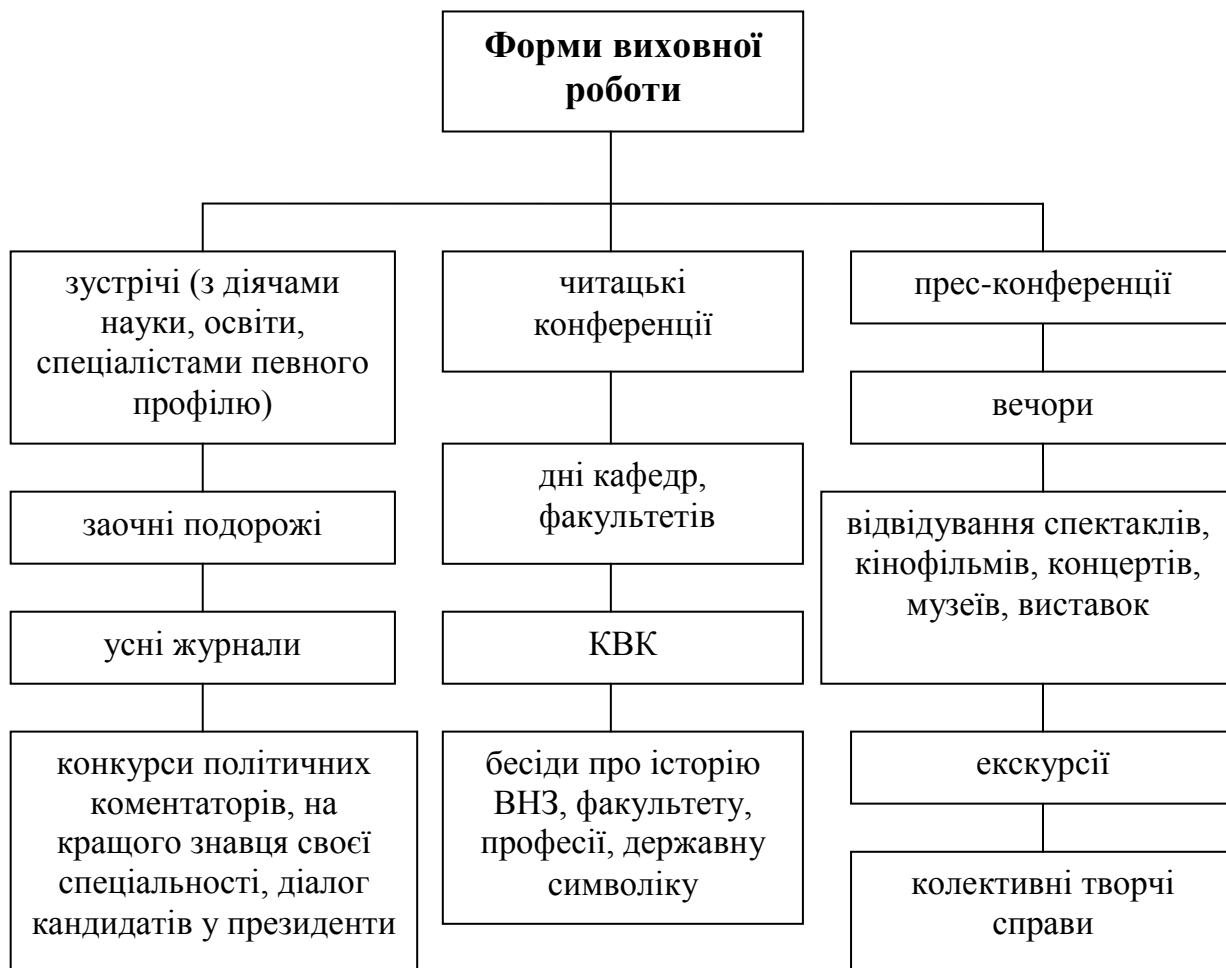 Форми виховної
роботи
зустрічі (з діячами
науки, освіти,
спеціалістами певного
профілю)
заочні подорожі
усні журнали
конкурси політичних
коментаторів, на
кращого знавця своєї
спеціальності, діалог
кандидатів у президенти
читацькі
конференції
дні кафедр,
факультетів
КВК
бесіди про історію
ВНЗ, факультету,
професії, державну
символіку
прес-конференції
вечори
відвідування спектаклів,
кінофільмів, концертів,
музеїв, виставок
екскурсії
колективні творчі
справи